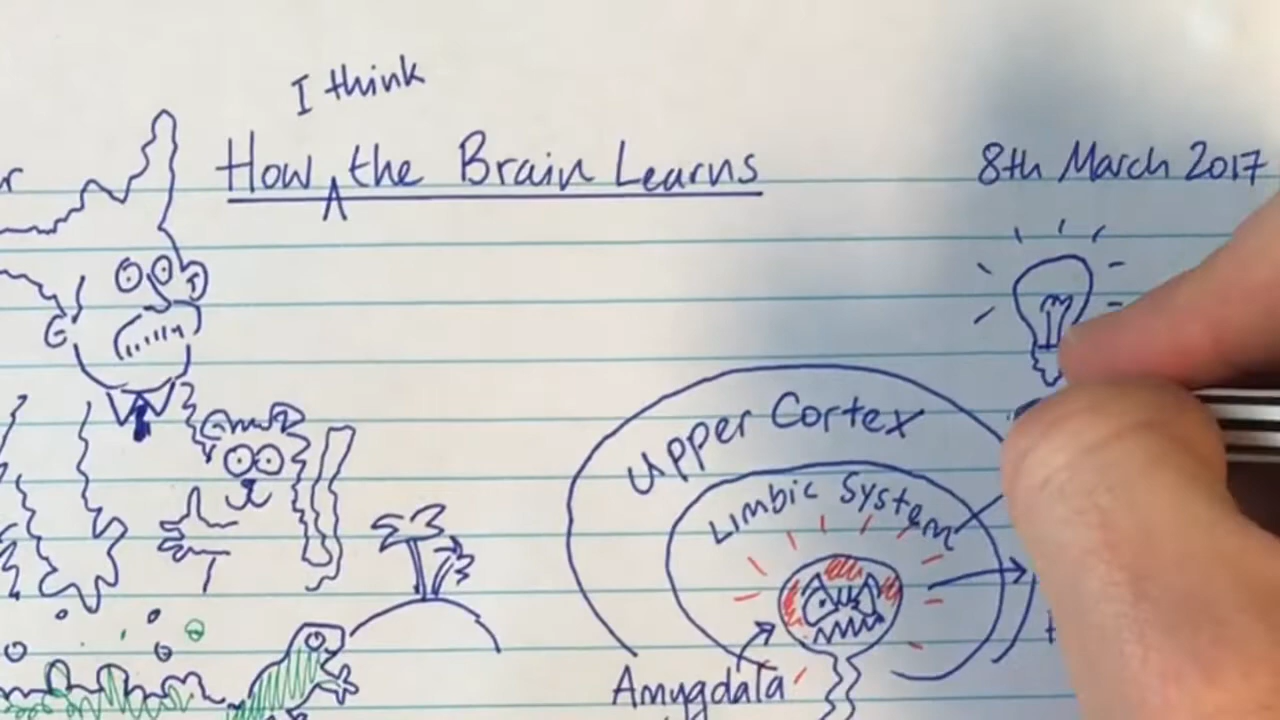 I think
How the Brain Learns
8th March 2017
Upper Cortex
Limbic System
Amygdala